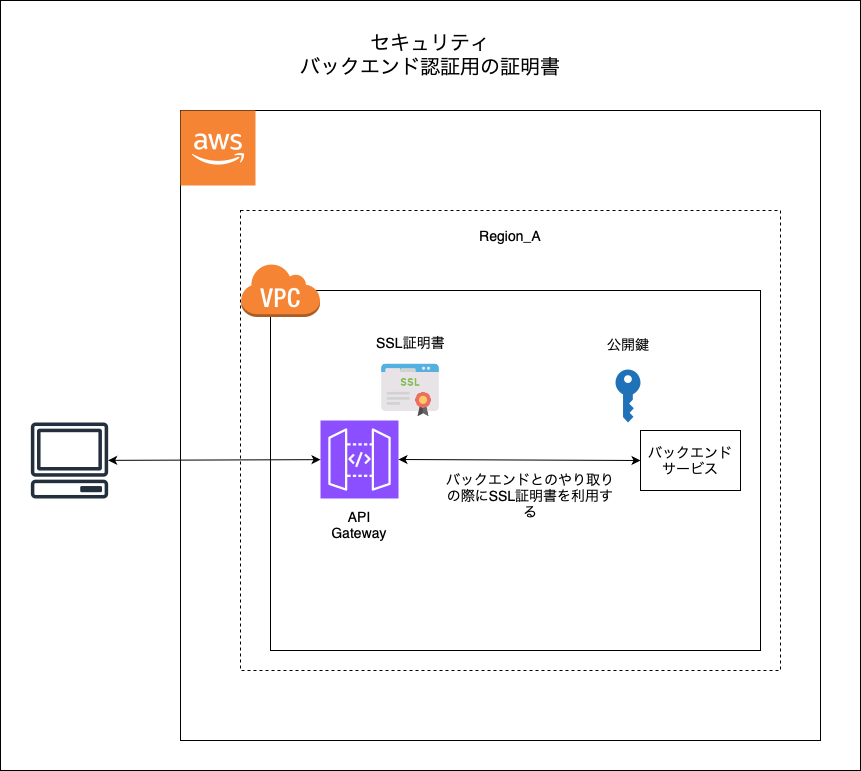 セキュリティ
バックエンド認証用の証明書
aws
Region_A
VPC
SSL証明書
公開鍵
SSL
</>
バックエンド
サービス
バックエンドとのやり取り
の際にSSL証明書を利用す
る
API
Gateway